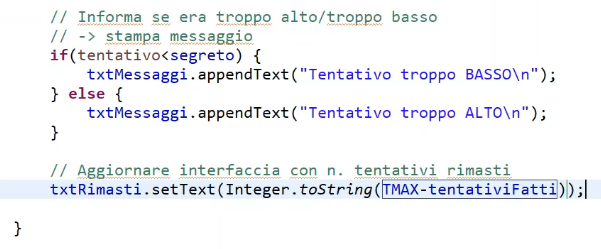 // Informa se era troppo alto/troppo basso
// -> stampa messaggio
if(tentativo<segreto) {
txtMessaggi.appendText("Tentativo troppo BASSO\n");
} else {
txtMessaggi.appendText("Tentativo troppo ALTO\n");
}
// Aggiornare interfaccia con n. tentativi rimasti
txtRimasti.setText(Integer.toString(TMAX-tentativiFatti));
}